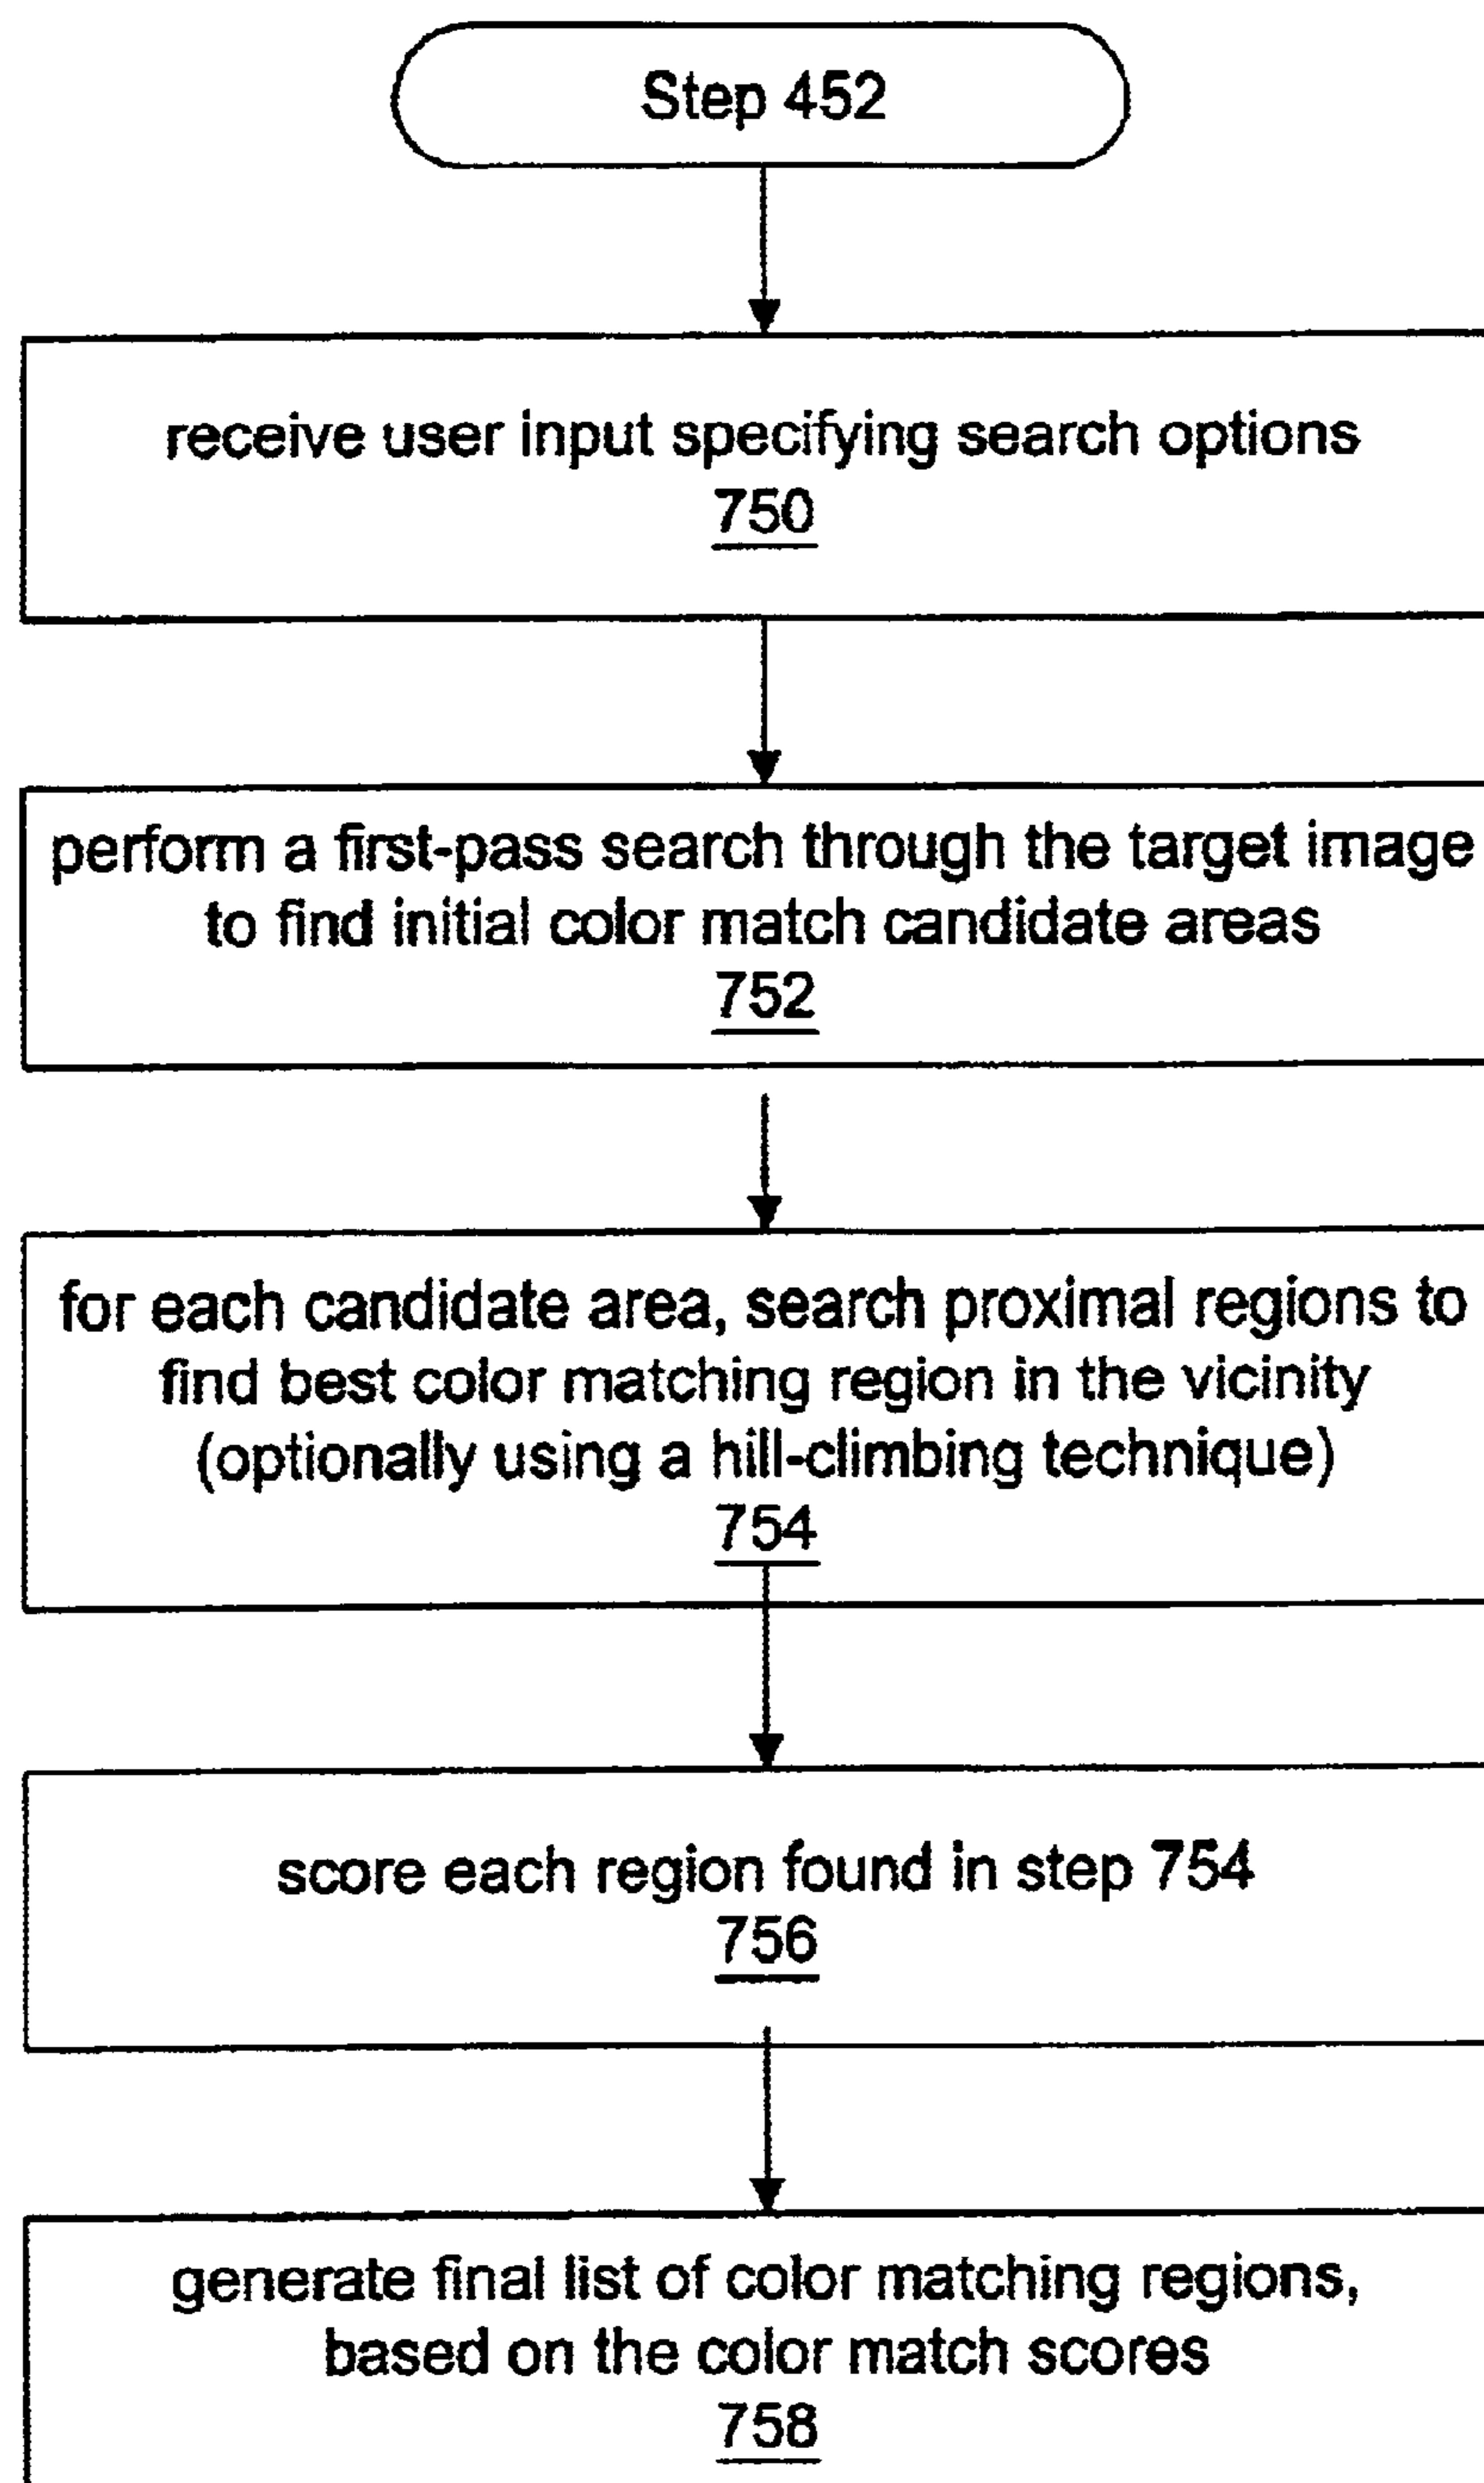 Step 452
receive user input specifying search options
750
perform a first-pass search through the target image
to find initial color match candidate areas
752
for each candidate area, search proximal regions to
find best color matching region in the vicinity
(optionally using a hill-climbing technique)
754
score each region found in step 754
756
generate final list of color matching regions,
based on the color match scores
758